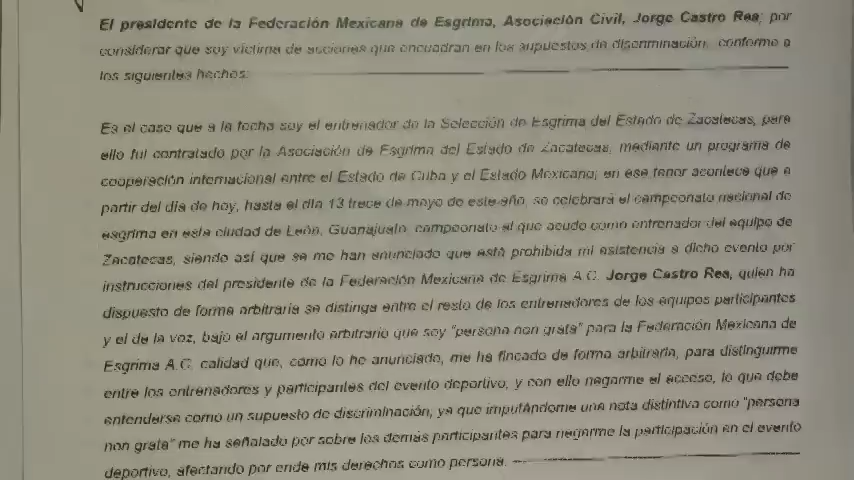 El presidente de la Federación Mexicana de Esgrima, Asociación Civil, Jorge Castro Rea; por
considerar que soy víctima de acciones que encuadran en los supuestos de discriminación, conforme a
los siguientes hechos:
Es el caso que a la fecha soy el entrenador de la Selección de Esgrima del Estado de Zacatecas, para
ello fui contratado por la Asociación de Esgrima del Estado de Zacatecas, mediante un programa de
cooperación internacional entre el Estado de Cuba y el Estado Mexicano; en ese tenor acontece que a
partir del día de hoy, hasta el día 13 trece de mayo de este año, se celebrará el campeonato nacional de
esgrima en esta ciudad de León, Guanajuato, campeonato al que acudo como entrenador del equipo de
Zacatecas, siendo así que se me han anunciado que está prohibida mi asistencia a dicho evento por
instrucciones del presidente de la Federación Mexicana de Esgrima A.C. Jorge Castro Rea, quien ha
dispuesto de forma arbitraria se distinga entre el resto de los entrenadores de los equipos participantes
y el de la voz, bajo el argumento arbitrario que soy "persona non grata" para la Federación Mexicana de
Esgrima A.C. calidad que, como lo he anunciado, me ha fincado de forma arbitraria, para distinguirme
entre los entrenadores y participantes del evento deportivo, y con ello negarme el acceso, lo que debe
entenderse como un supuesto de discriminación, ya que imputándome una nota distintiva como "persona
non grata" me ha señalado por sobre los demás participantes para negarme la participación en el evento
deportivo, afectando por ende mis derechos como persona.